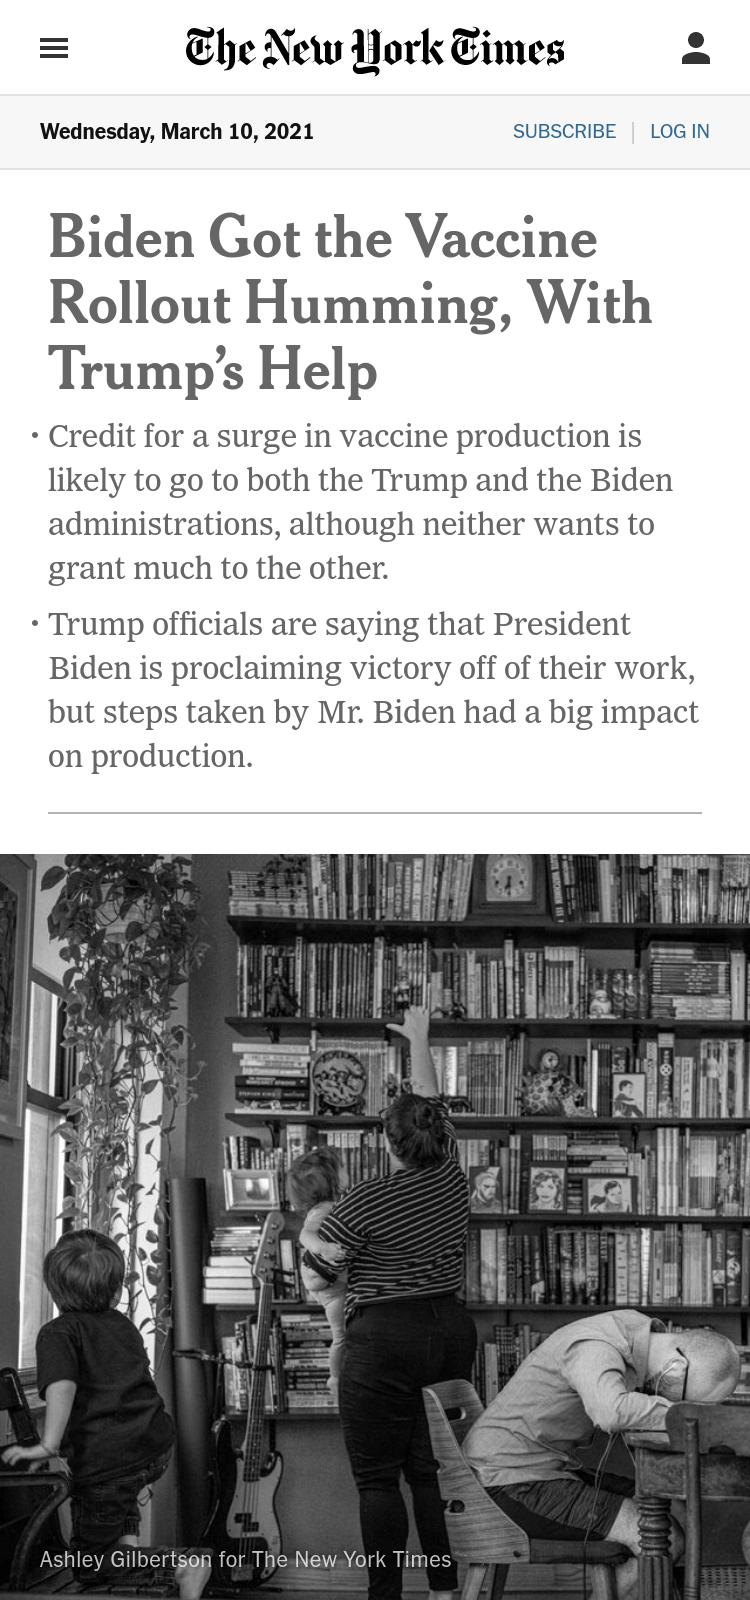 The New York Times
Wednesday, March 10, 2021
SUBSCRIBE | LOG IN
Biden Got the Vaccine
Rollout Humming, With
Trump’s Help
• Credit for a surge in vaccine production is
likely to go to both the Trump and the Biden
administrations, although neither wants to
grant much to the other.
• Trump officials are saying that President
Biden is proclaiming victory off of their work,
but steps taken by Mr. Biden had a big impact
on production.
Ashley Gilbertson for The New York Times